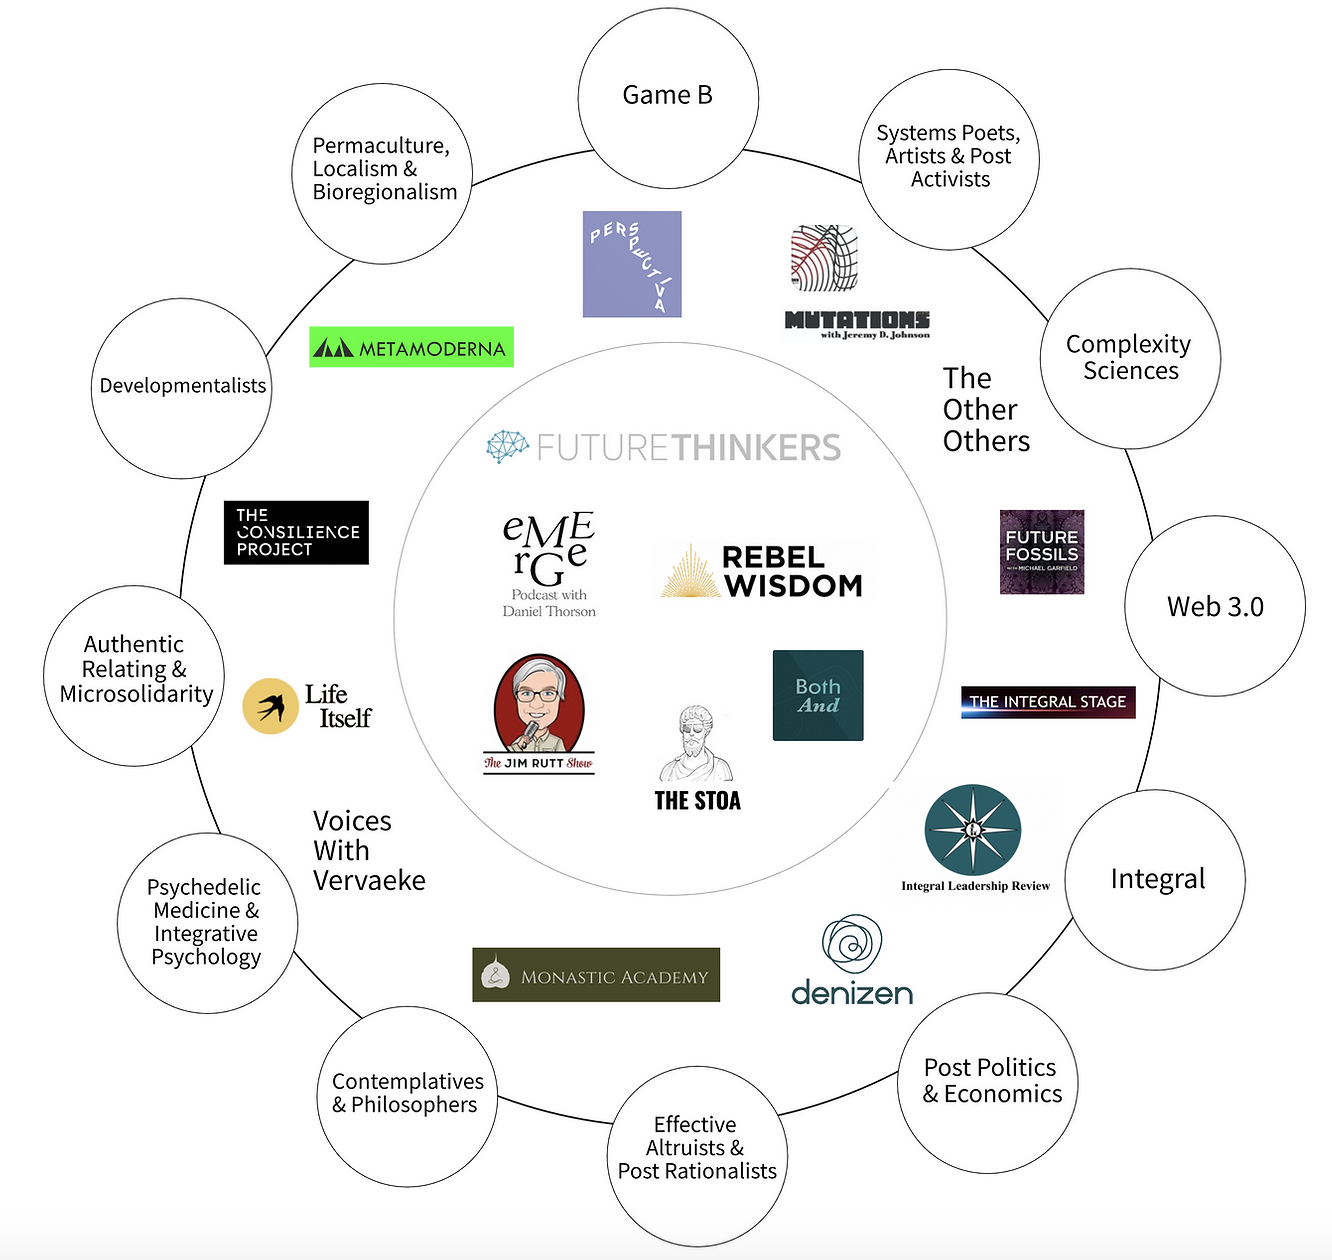 Game B
Systems Poets,
Artists & Post
Activists
Permaculture,
Localism &
Bioregionalism
PERSPECTIVA
MUTATIONS
with Jeremy D. Johnson
Complexity
Sciences
METAMODERNA
The
Other
Others
Developmentalists
FUTURETHINKERS
THE
CONSILIENCE
PROJECT
eMERGe
Podcast with
Daniel Thorson
REBEL
WISDOM
FUTURE
FOSSILS
WITH MICHAEL GARFIELD
Web 3.0
Authentic
Relating &
Microsolidarity
Life
Itself
The JIM RUTT Show
Both
And
THE STOA
THE INTEGRAL STAGE
Voices
With
Vervaeke
Integral Leadership Review
Integral
Psychedelic
Medicine &
Integrative
Psychology
MONASTIC ACADEMY
denizen
Contemplatives
& Philosophers
Effective
Altruists &
Post Rationalists
Post Politics
& Economics